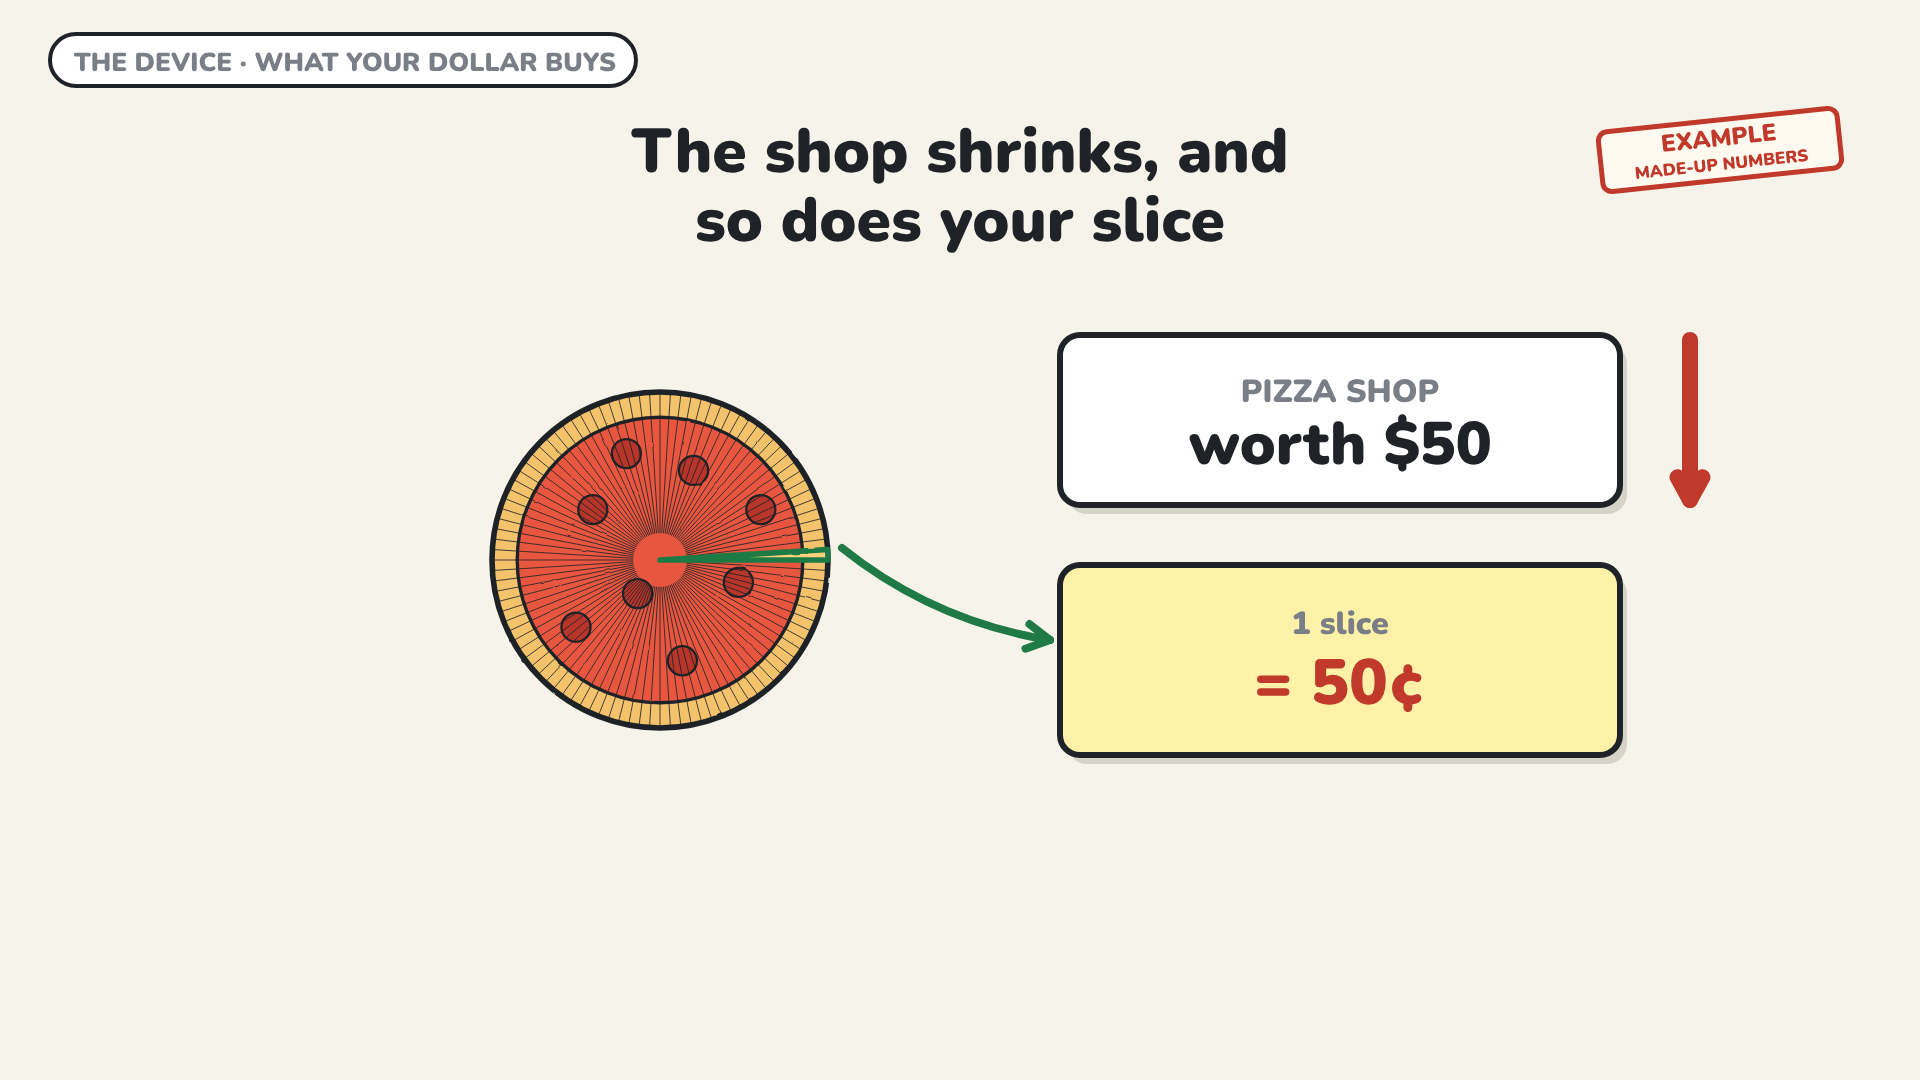 THE DEVICE · WHAT YOUR DOLLAR BUYS
The shop shrinks, and
so does your slice
EXAMPLE
MADE-UP NUMBERS
PIZZA SHOP
worth $50
1 slice
= 50¢